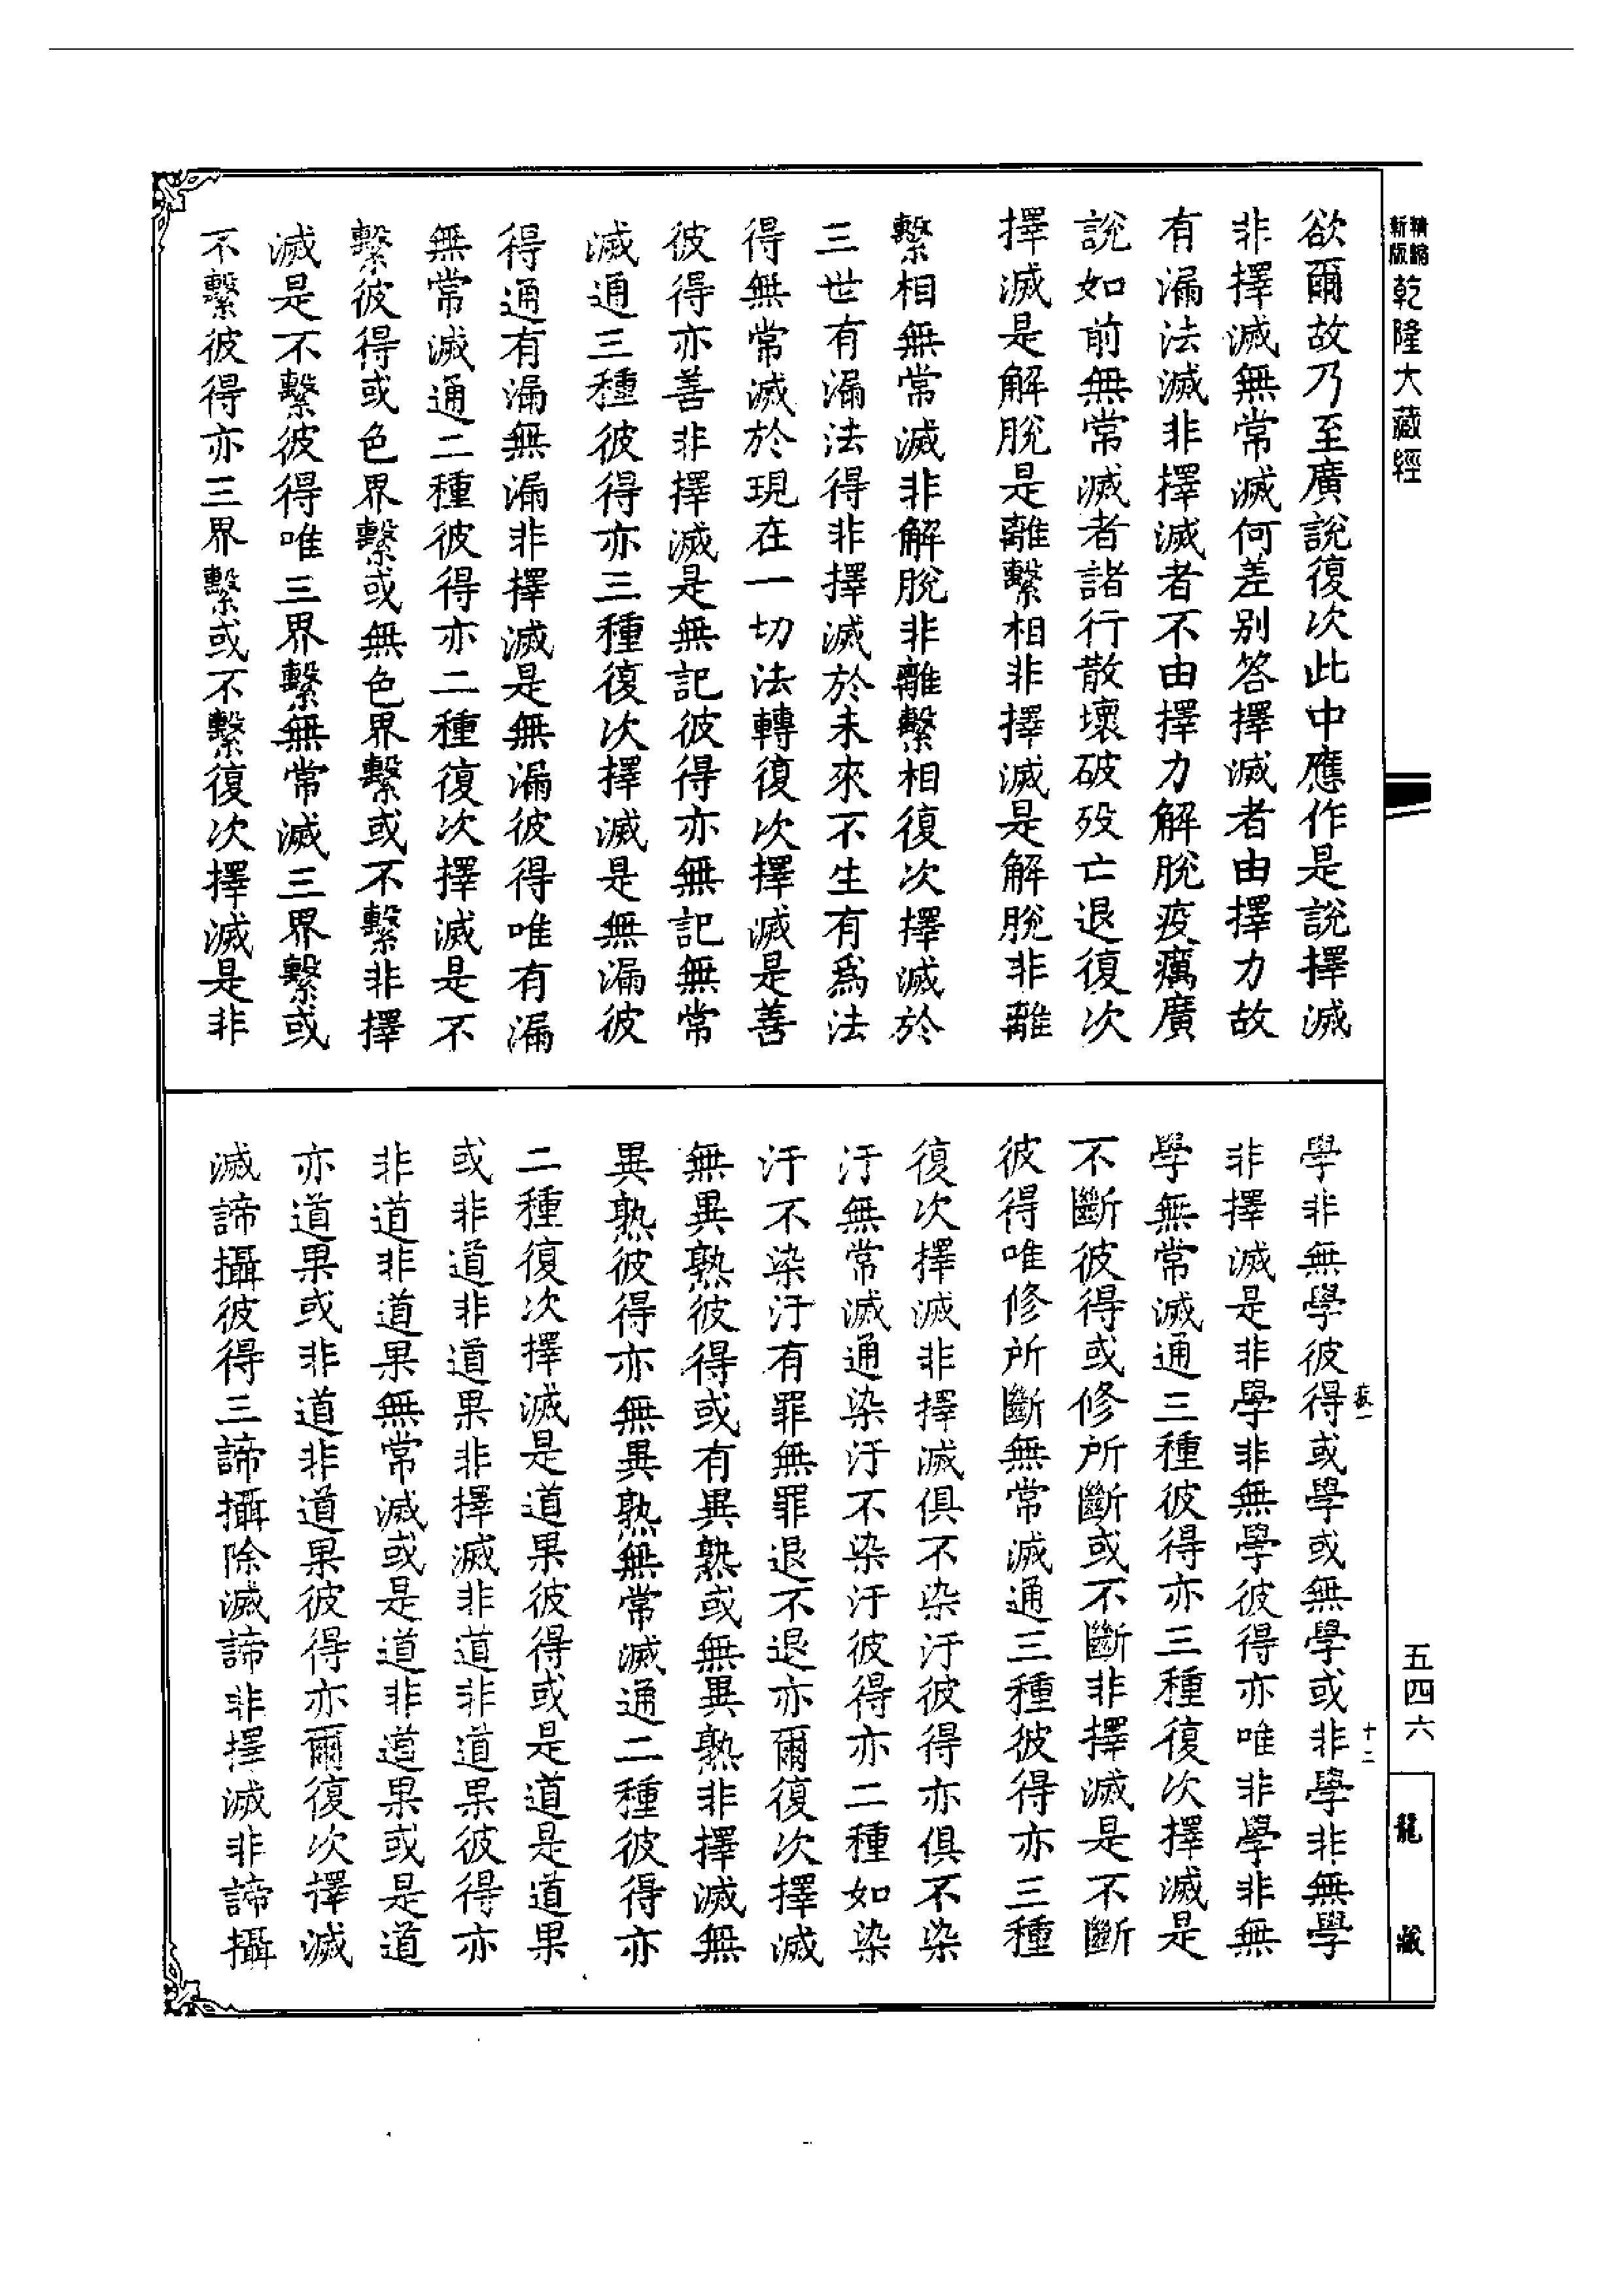 精縮
新版
乾隆大藏經
欲爾故乃至廣說復次此中應作是說擇滅
非擇滅無常滅何差别答擇滅者由擇力故
有漏法滅非擇滅者不由擇力解脫疫癘廣
說如前無常滅者諸行散壞破歿亡退復次
擇滅是解脫是離繫相非擇滅是解脫非離
繫相無常滅非解脫非離繫相復次擇滅於
三世有漏法得非擇滅於未來不生有為法
得無常滅於現在一切法轉復次擇滅是善
彼得亦善非擇滅是無記彼得亦無記無常
滅通三種彼得亦三種復次擇滅是無漏彼
得通有漏無漏非擇滅是無漏彼得唯有漏
無常滅通二種彼得亦二種復次擇滅是不
繫彼得或色界繫或無色界繫或不繫非擇
滅是不繫彼得唯三界繫無常滅三界繫或
不繫彼得亦三界繫或不繫復次擇滅是非
學非無學彼得或學或無學或非學非無學
非擇滅是非學非無學彼得亦唯非學非無
學無常滅通三種彼得亦三種復次擇滅是
不斷彼得或修所斷或不斷非擇滅是不斷
彼得唯修所斷無常滅通三種彼得亦三種
復次擇滅非擇滅俱不染汙彼得亦俱不染
汙無常滅通染汙不染汙彼得亦二種如染
汙不染汙有罪無罪退不退亦爾復次擇滅
無異熟彼得或有異熟或無異熟非擇滅無
異熟彼得亦無異熟無常滅通二種彼得亦
二種復次擇滅是道果彼得或是道是道果
或非道非道果非擇滅非道非道果彼得亦
非道非道果無常滅或是道非道果或是道
亦道果或非道非道果彼得亦爾復次擇滅
滅諦攝彼得三諦攝除滅諦非擇滅非諦攝
十二
五四六
龍藏